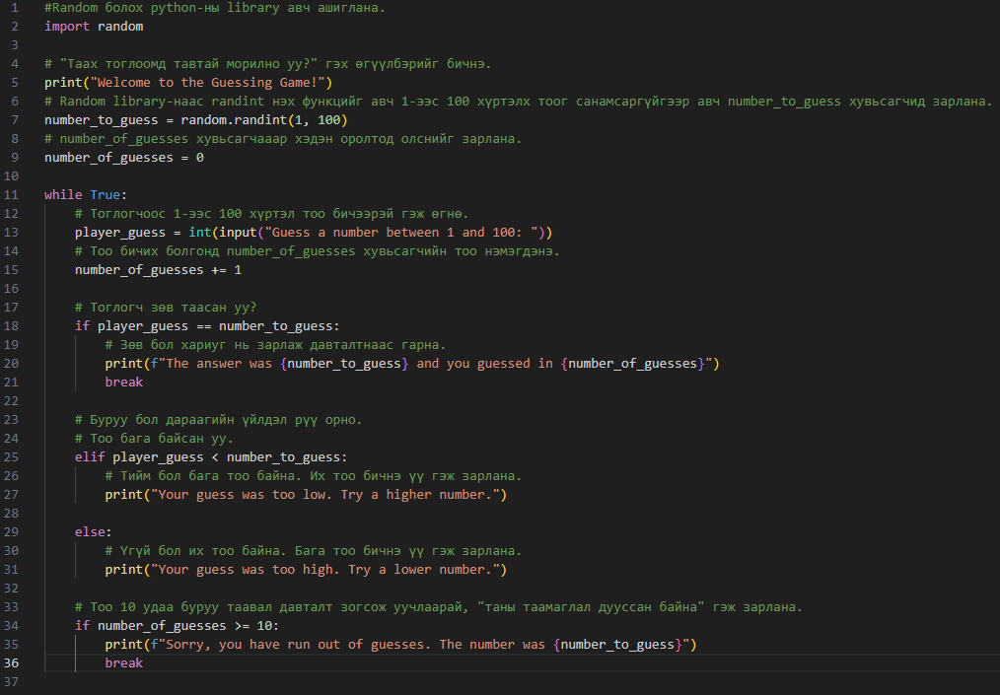 1 #Random болох python-ны library авч ашиглана.
2 import random
3
4 # "Таах тоглоомд тавтай морилно уу?" гэх өгүүлбэрийг бичнэ.
5 print("Welcome to the Guessing Game!")
6 # Random library-наас randint нэх функцийг авч 1-ээс 100 хүртэлх тоог санамсаргүйгээр авч number_to_guess хувьсагчид зарлана.
7 number_to_guess = random.randint(1, 100)
8 # number_of_guesses хувьсагчааар хэдэн оролтод олснийг зарлана.
9 number_of_guesses = 0
10
11 while True:
12     # Тоглогчоос 1-ээс 100 хүртэл тоо бичээрэй гэж өгнө.
13     player_guess = int(input("Guess a number between 1 and 100: "))
14     # Тоо бичих болгонд number_of_guesses хувьсагчийн тоо нэмэгдэнэ.
15     number_of_guesses += 1
16
17     # Тоглогч зөв таасан уу?
18     if player_guess == number_to_guess:
19         # Зөв бол хариуг нь зарлаж давталтнаас гарна.
20         print(f"The answer was {number_to_guess} and you guessed in {number_of_guesses}")
21         break
22
23     # Буруу бол дараагийн үйлдэл рүү орно.
24     # Тоо бага байсан уу.
25     elif player_guess < number_to_guess:
26         # Тийм бол бага тоо байна. Их тоо бичнэ үү гэж зарлана.
27         print("Your guess was too low. Try a higher number.")
28
29     else:
30         # Үгүй бол их тоо байна. Бага тоо бичнэ үү гэж зарлана.
31         print("Your guess was too high. Try a lower number.")
32
33     # Тоо 10 удаа буруу таавал давталт зогсож уучлаарай, "таны таамаглал дууссан байна" гэж зарлана.
34     if number_of_guesses >= 10:
35         print(f"Sorry, you have run out of guesses. The number was {number_to_guess}")
36         break
37